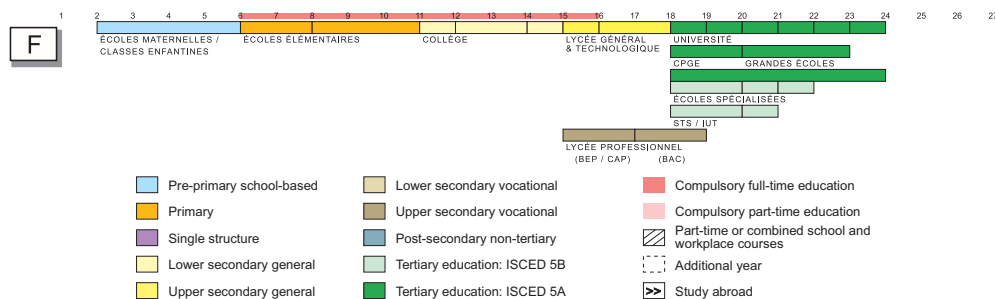 1 2 3 4 5 6 7 8 9 10 11 12 13 14 15 16 17 18 19 20 21 22 23 24 25 26 27
F
ÉCOLES MATERNELLES /
CLASSES ENFANTINES
ÉCOLES ÉLÉMENTAIRES
COLLÈGE
LYCÉE GÉNÉRAL
& TECHNOLOGIQUE
UNIVERSITÉ
CPGE GRANDES ÉCOLES
ÉCOLES SPÉCIALISÉES
STS / IUT
LYCÉE PROFESSIONNEL
(BEP / CAP) (BAC)
Pre-primary school-based
Primary
Single structure
Lower secondary general
Upper secondary general
Lower secondary vocational
Upper secondary vocational
Post-secondary non-tertiary
Tertiary education: ISCED 5B
Tertiary education: ISCED 5A
Compulsory full-time education
Compulsory part-time education
Part-time or combined school and
workplace courses
Additional year
>> Study abroad